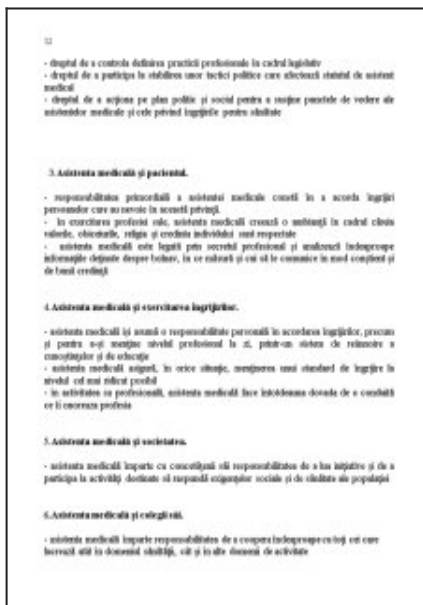 - dreptul de a controla definirea practicii profesionale în cadrul legislativ
- dreptul de a participa la stabilirea unor tactici politice care afectează statutul de asistent
medical
- dreptul de a acționa pe plan politic și social pentru a susține punctele de vedere ale
asistenților medicale și cele privind îngrijirile pentru sănătate
3. Asistenta medicală și pacientul.
- responsabilitatea primordială a asistentei medicale constă în a acorda îngrijiri
persoanelor care au nevoie în această privință.
- în exercitarea profesiei sale, asistenta medicală creează o ambianță în cadrul căruia
valorile, obiceiurile, religia și credința individului sunt respectate
- asistenta medicală este legată prin secretul profesional și analizează îndeaproape
informațiile deținute despre bolnav, în ce măsură și cui să le comunice în mod conștient și
de bună credință
4. Asistenta medicală și exercitarea îngrijirilor.
- asistenta medicală își asumă o responsabilitate personală în acordarea îngrijirilor, precum
și pentru a-și menține nivelul profesional la zi, printr-un sistem de reînnoire a
cunoștințelor și de educație
- asistenta medicală asigură, în orice situație, menținerea unui standard de îngrijire la
nivelul cel mai ridicat posibil
- în activitatea sa profesională, asistenta medicală face întotdeauna dovada de o conduită
ce îi onorează profesia
5. Asistenta medicală și societatea.
- asistenta medicală împarte cu concetățenii săi responsabilitatea de a lua inițiative și de a
participa la activități destinate să răspundă exigențelor sociale și de sănătate ale populației
6. Asistenta medicală și colegii săi.
- asistenta medicală împarte responsabilitatea de a coopera îndeaproape cu toți cei care
lucrează atât în domeniul sănătății, cât și în alte domenii de activitate